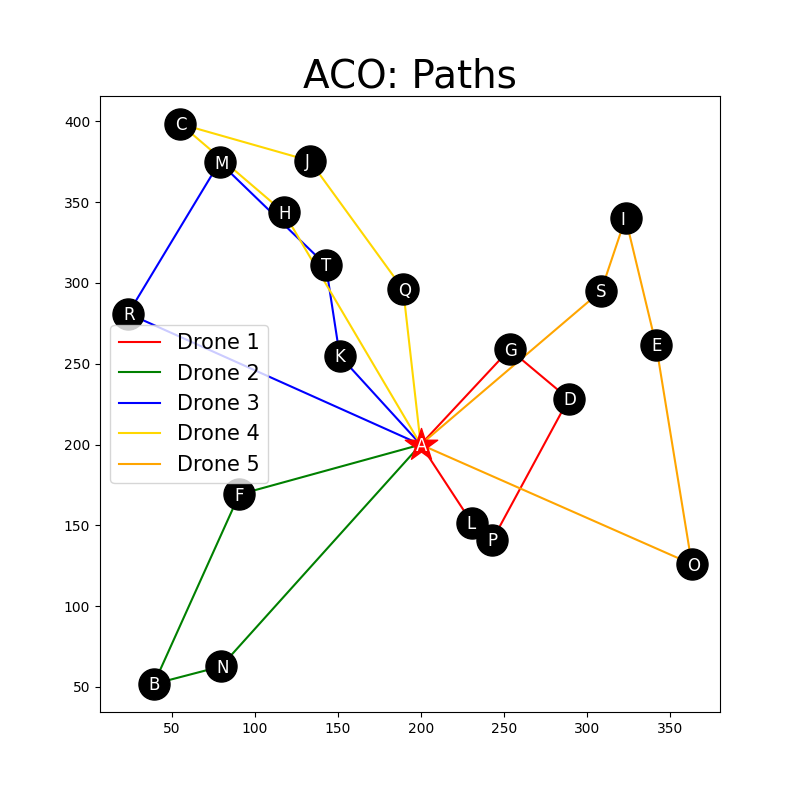 ACO: Paths
400
350
300
250
200
150
100
50
50 100 150 200 250 300 350
C
M
J
H
I
T
Q
S
R
E
G
K
D
A
F
L
P
O
N
B
Drone 1
Drone 2
Drone 3
Drone 4
Drone 5